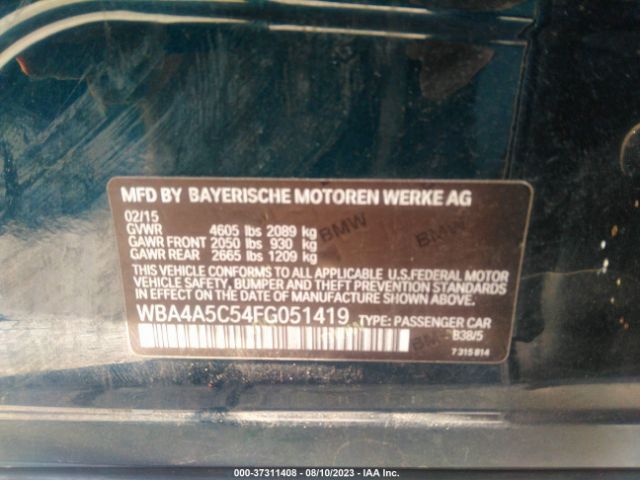 MFD BY BAYERISCHE MOTOREN WERKE AG
02/15
GVWR 4605 lbs 2089 kg
GAWR FRONT 2050 lbs 930 kg
GAWR REAR 2665 lbs 1209 kg
THIS VEHICLE CONFORMS TO ALL APPLICABLE U.S.FEDERAL MOTOR
VEHICLE SAFETY, BUMPER, AND THEFT PREVENTION STANDARDS
IN EFFECT ON THE DATE OF MANUFACTURE SHOWN ABOVE.
WBA4A5C54FG051419 TYPE: PASSENGER CAR
B38/5
7 315 814
BMW
BMW
000-37311408 - 08/10/2023 - IAA Inc.